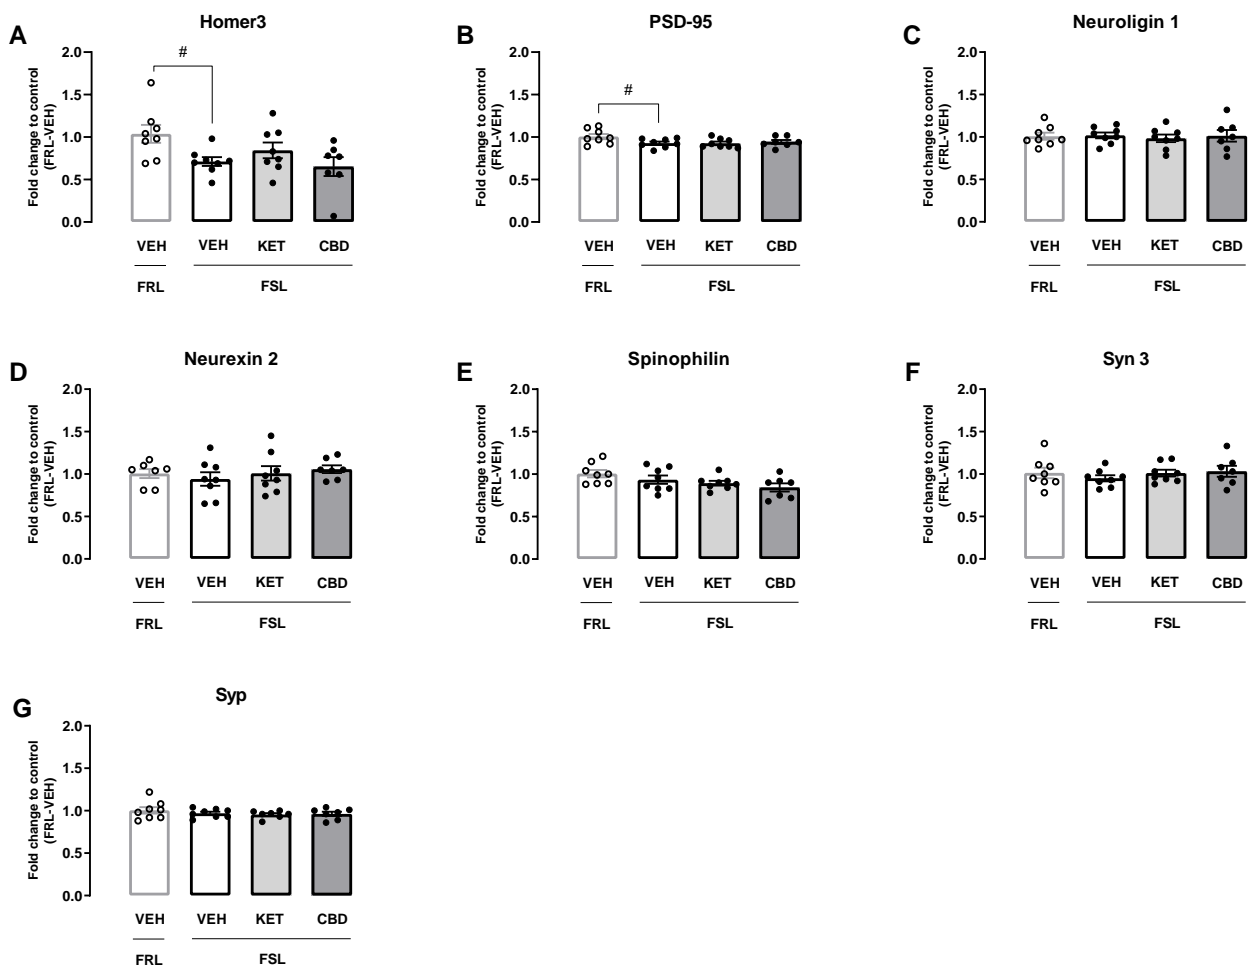 A
Homer3
Fold change to control
(FRL-VEH)
2.0
1.5
1.0
0.5
0.0
#
VEH VEH KET CBD
FRL FSL
B
PSD-95
Fold change to control
(FRL-VEH)
2.0
1.5
1.0
0.5
0.0
#
VEH VEH KET CBD
FRL FSL
C
Neuroligin 1
Fold change to control
(FRL-VEH)
2.0
1.5
1.0
0.5
0.0
VEH VEH KET CBD
FRL FSL
D
Neurexin 2
Fold change to control
(FRL-VEH)
2.0
1.5
1.0
0.5
0.0
VEH VEH KET CBD
FRL FSL
E
Spinophilin
Fold change to control
(FRL-VEH)
2.0
1.5
1.0
0.5
0.0
VEH VEH KET CBD
FRL FSL
F
Syn 3
Fold change to control
(FRL-VEH)
2.0
1.5
1.0
0.5
0.0
VEH VEH KET CBD
FRL FSL
G
Syp
Fold change to control
(FRL-VEH)
2.0
1.5
1.0
0.5
0.0
VEH VEH KET CBD
FRL FSL